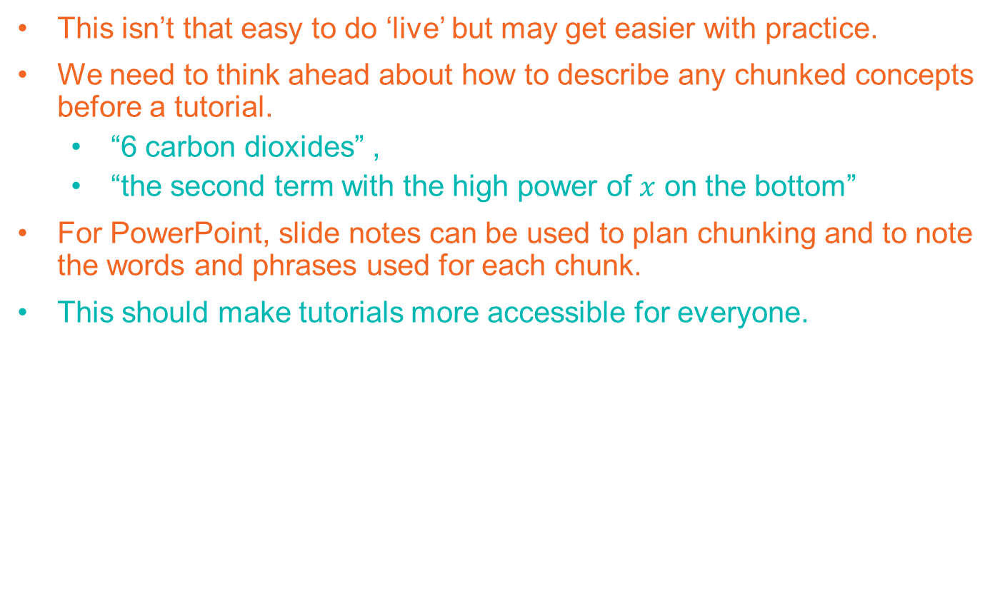 • This isn’t that easy to do ‘live’ but may get easier with practice.
• We need to think ahead about how to describe any chunked concepts
before a tutorial.
• “6 carbon dioxides” ,
• “the second term with the high power of 𝑥 on the bottom”
• For PowerPoint, slide notes can be used to plan chunking and to note
the words and phrases used for each chunk.
• This should make tutorials more accessible for everyone.